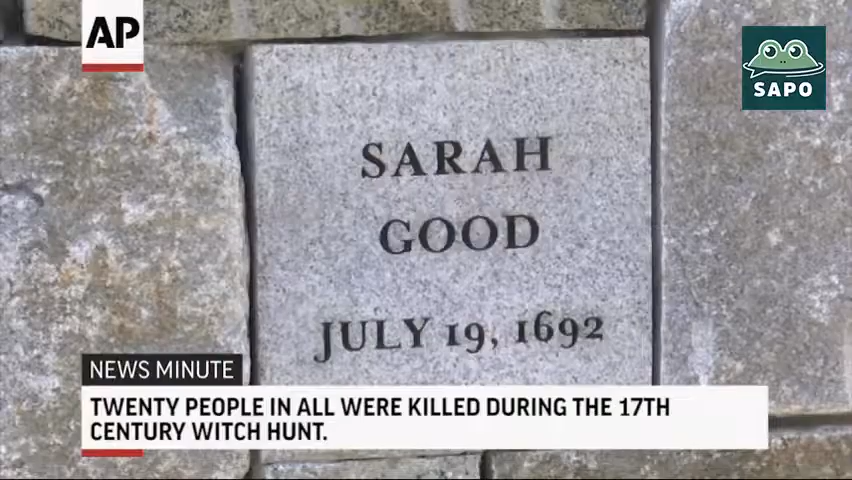 AP
SAPO
SARAH
GOOD
JULY 19, 1692
NEWS MINUTE
TWENTY PEOPLE IN ALL WERE KILLED DURING THE 17TH
CENTURY WITCH HUNT.